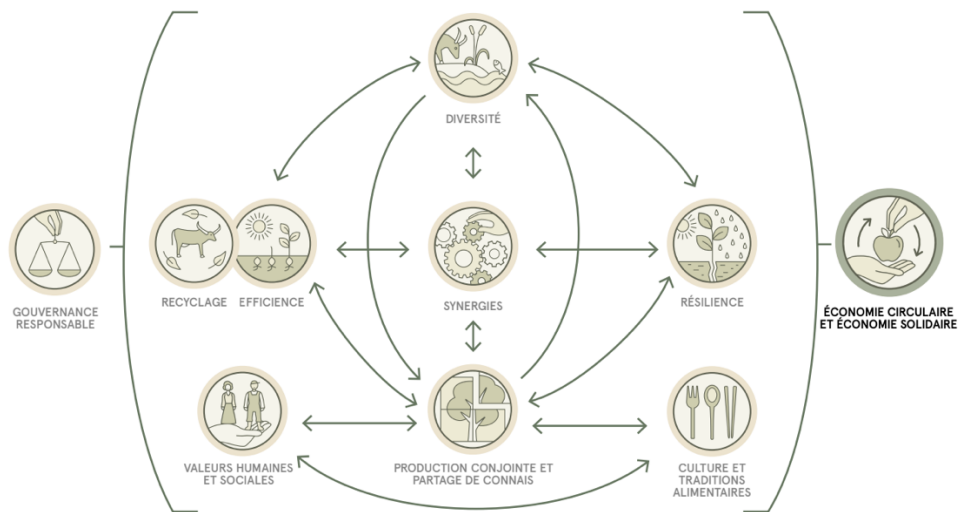 DIVERSITÉ
RECYCLAGE
EFFICIENCE
SYNERGIES
RÉSILIENCE
GOUVERNANCE
RESPONSABLE
ÉCONOMIE CIRCULAIRE
ET ÉCONOMIE SOLIDAIRE
VALEURS HUMAINES
ET SOCIALES
PRODUCTION CONJOINTE ET
PARTAGE DE CONNAIS
CULTURE ET
TRADITIONS
ALIMENTAIRES